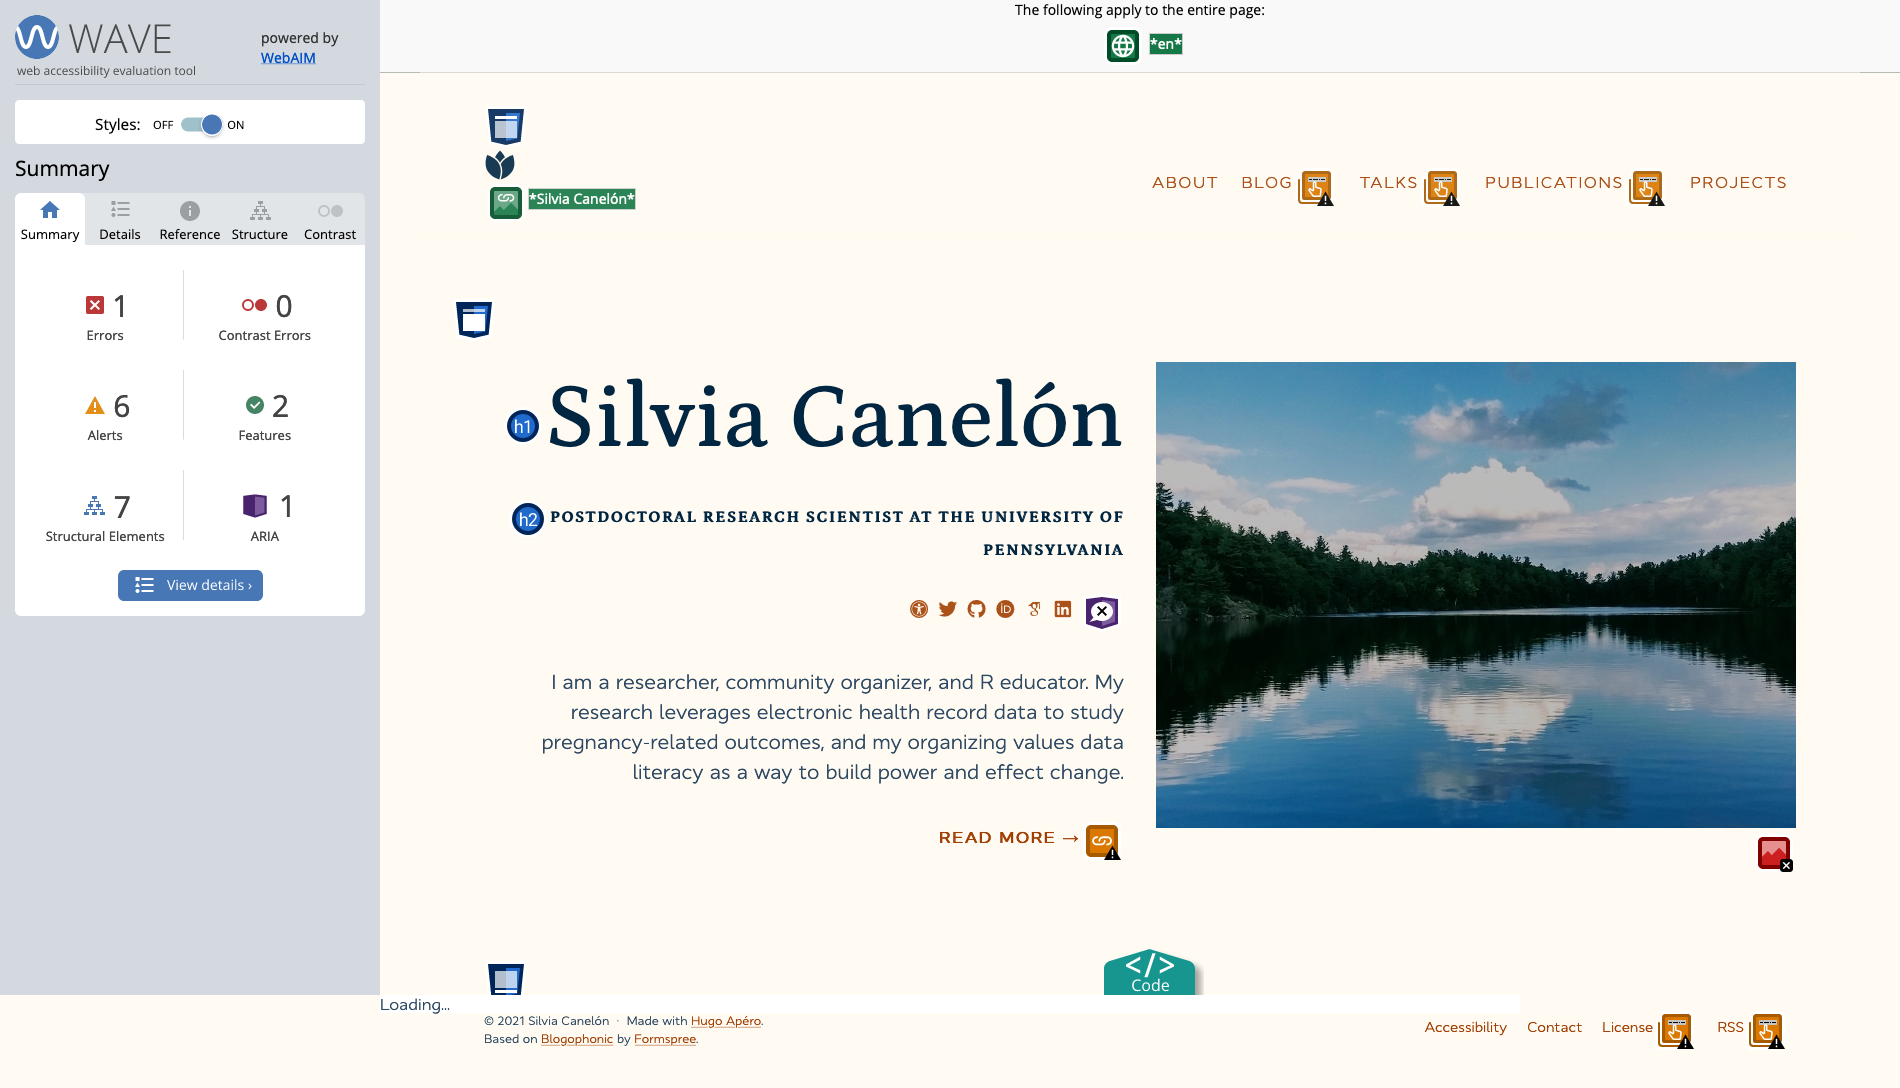 WAVE
web accessibility evaluation tool
powered by
WebAIM
Styles: OFF ON
Summary
Summary Details Reference Structure Contrast
1 Errors
0 Contrast Errors
6 Alerts
2 Features
7 Structural Elements
1 ARIA
View details ›
The following apply to the entire page:
*en*
*Silvia Canelón*
ABOUT BLOG TALKS PUBLICATIONS PROJECTS
h1 Silvia Canelón
h2 POSTDOCTORAL RESEARCH SCIENTIST AT THE UNIVERSITY OF
PENNSYLVANIA
iD in
I am a researcher, community organizer, and R educator. My
research leverages electronic health record data to study
pregnancy-related outcomes, and my organizing values data
literacy as a way to build power and effect change.
READ MORE →
</>
Code
Loading...
© 2021 Silvia Canelón · Made with Hugo Apéro.
Based on Blogophonic by Formspree.
Accessibility Contact License RSS